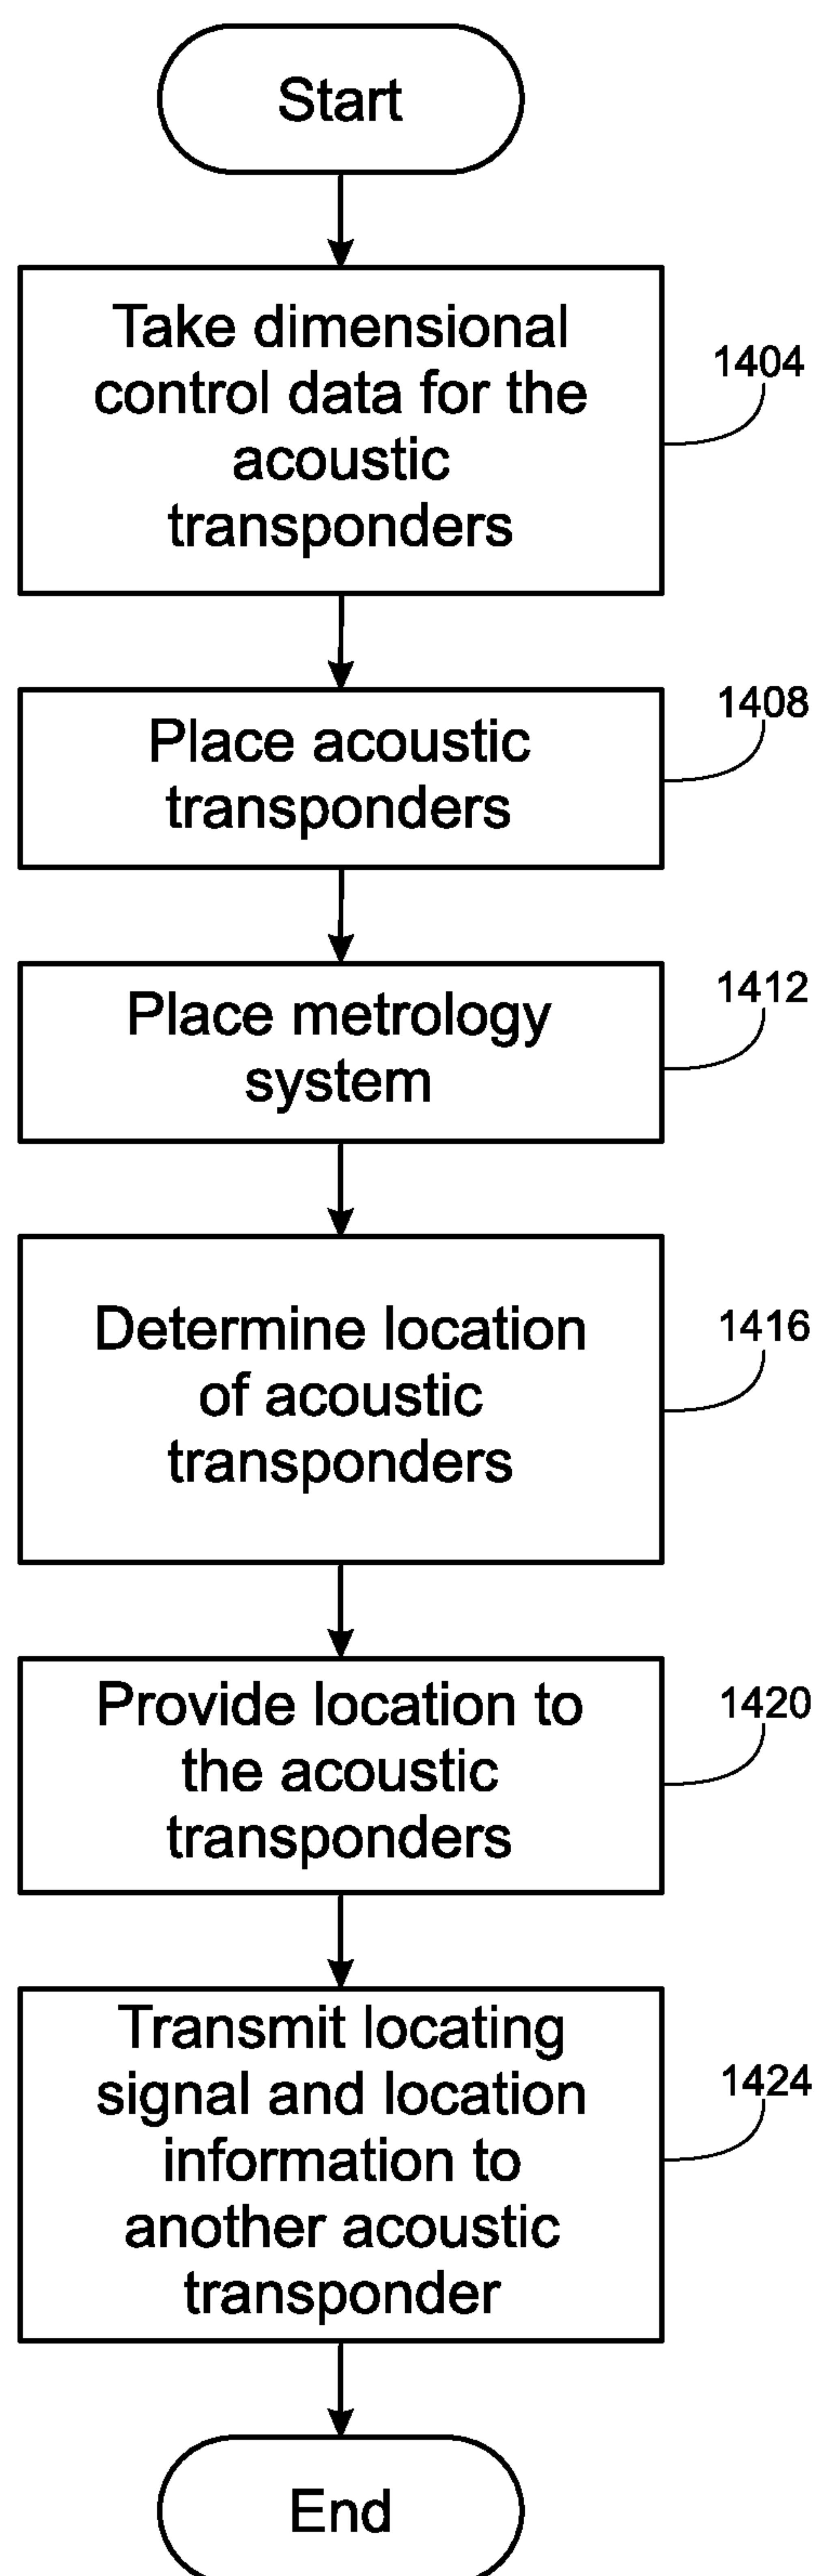 Start
Take dimensional
control data for the
acoustic
transponders
1404
Place acoustic
transponders
1408
Place metrology
system
1412
Determine location
of acoustic
transponders
1416
Provide location to
the acoustic
transponders
1420
Transmit locating
signal and location
information to
another acoustic
transponder
1424
End